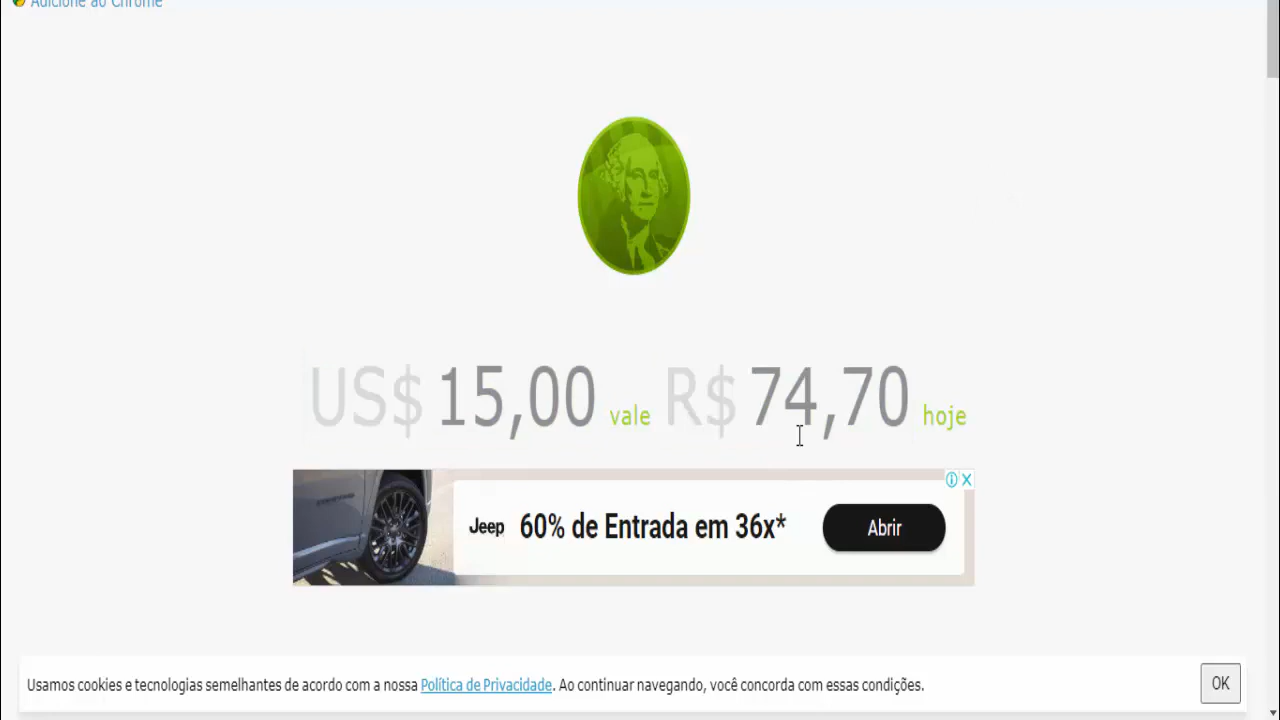 Adicione ao Chrome
US$ 15,00 vale R$ 74,70 hoje
Jeep 60% de Entrada em 36x* Abrir
Usamos cookies e tecnologias semelhantes de acordo com a nossa Política de Privacidade. Ao continuar navegando, você concorda com essas condições. OK